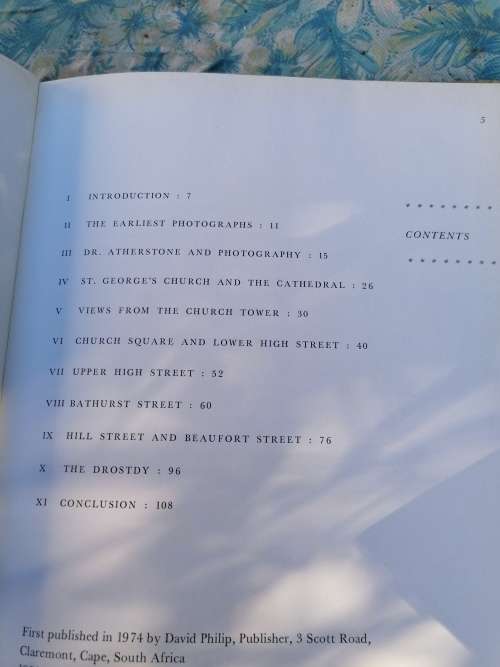 5
I INTRODUCTION : 7
II THE EARLIEST PHOTOGRAPHS : 11
III DR. ATHERSTONE AND PHOTOGRAPHY : 15
IV ST. GEORGE'S CHURCH AND THE CATHEDRAL : 26
V VIEWS FROM THE CHURCH TOWER : 30
VI CHURCH SQUARE AND LOWER HIGH STREET : 40
VII UPPER HIGH STREET : 52
VIII BATHURST STREET : 60
IX HILL STREET AND BEAUFORT STREET : 76
X THE DROSTDY : 96
XI CONCLUSION : 108
* * * * * * * *
CONTENTS
* * * * * * * *
First published in 1974 by David Philip, Publisher, 3 Scott Road,
Claremont, Cape, South Africa